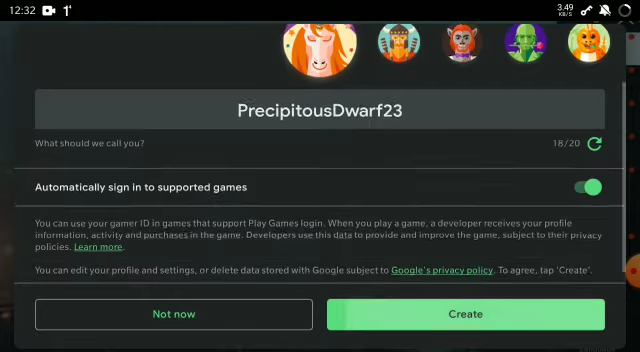 12:32
3.49
KB/S
PrecipitousDwarf23
What should we call you?
18/20
Automatically sign in to supported games
You can use your gamer ID in games that support Play Games login. When you play a game, a developer receives your profile
information, activity and purchases in the game. Developers use this data to provide and improve the game, subject to their privacy
policies. Learn more.
You can edit your profile and settings, or delete data stored with Google subject to Google's privacy policy. To agree, tap 'Create'.
Not now
Create